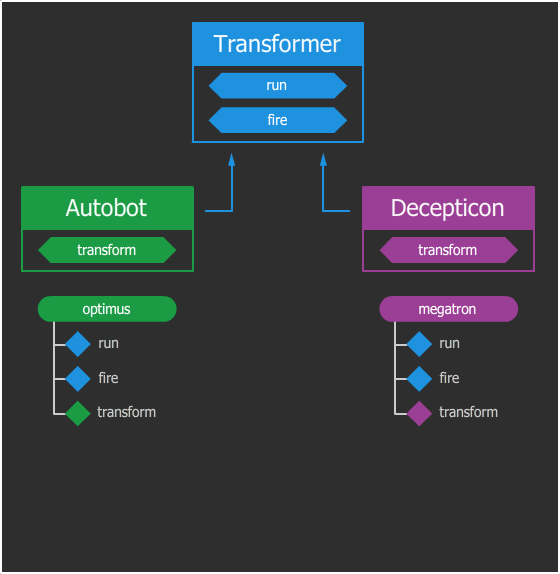 Transformer
run
fire
Autobot
transform
Decepticon
transform
optimus
run
fire
transform
megatron
run
fire
transform